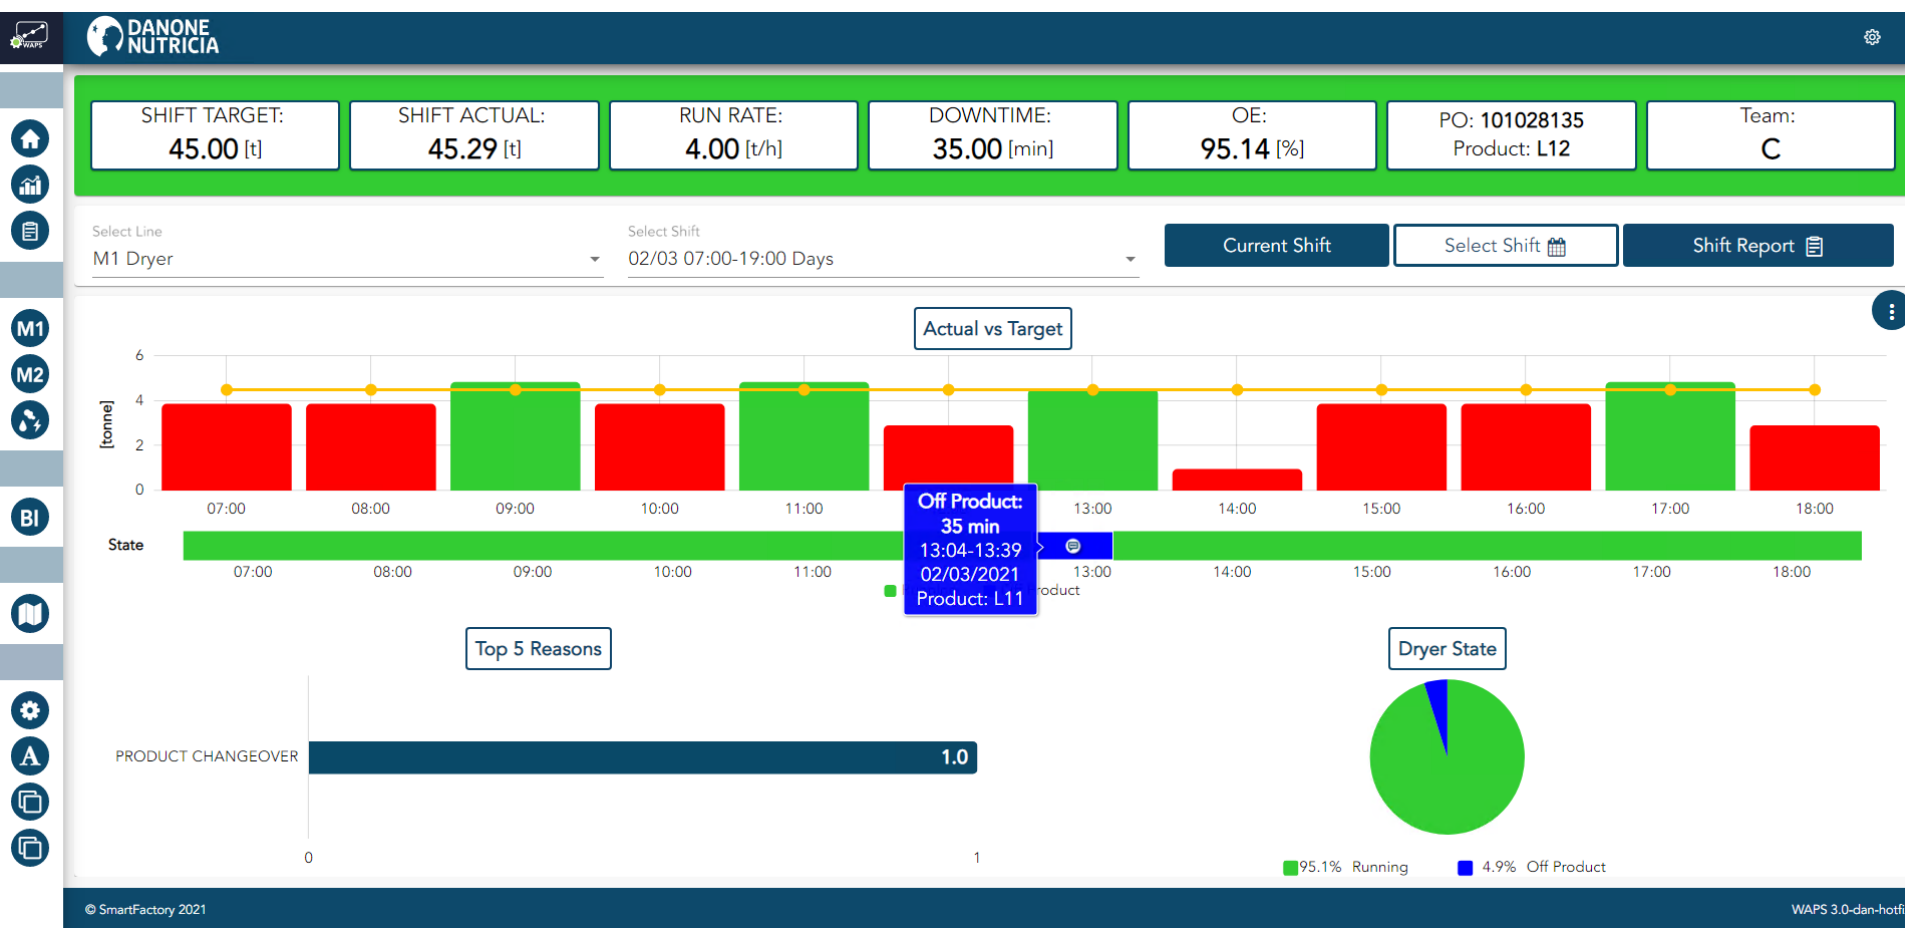 WAPS
DANONE
NUTRICIA
SHIFT TARGET:
45.00 [t]
SHIFT ACTUAL:
45.29 [t]
RUN RATE:
4.00 [t/h]
DOWNTIME:
35.00 [min]
OE:
95.14 [%]
PO: 101028135
Product: L12
Team:
C
Select Line
M1 Dryer
Select Shift
02/03 07:00-19:00 Days
Current Shift
Select Shift
Shift Report
M1
M2
BI
A
Actual vs Target
[tonne]
6
4
2
0
07:00 08:00 09:00 10:00 11:00 13:00 14:00 15:00 16:00 17:00 18:00
Off Product:
35 min
13:04-13:39
02/03/2021
Product: L11
State
07:00 08:00 09:00 10:00 11:00 13:00 14:00 15:00 16:00 17:00 18:00
Top 5 Reasons
PRODUCT CHANGEOVER
1.0
0 1
Dryer State
95.1% Running 4.9% Off Product
© SmartFactory 2021
WAPS 3.0-dan-hotfi